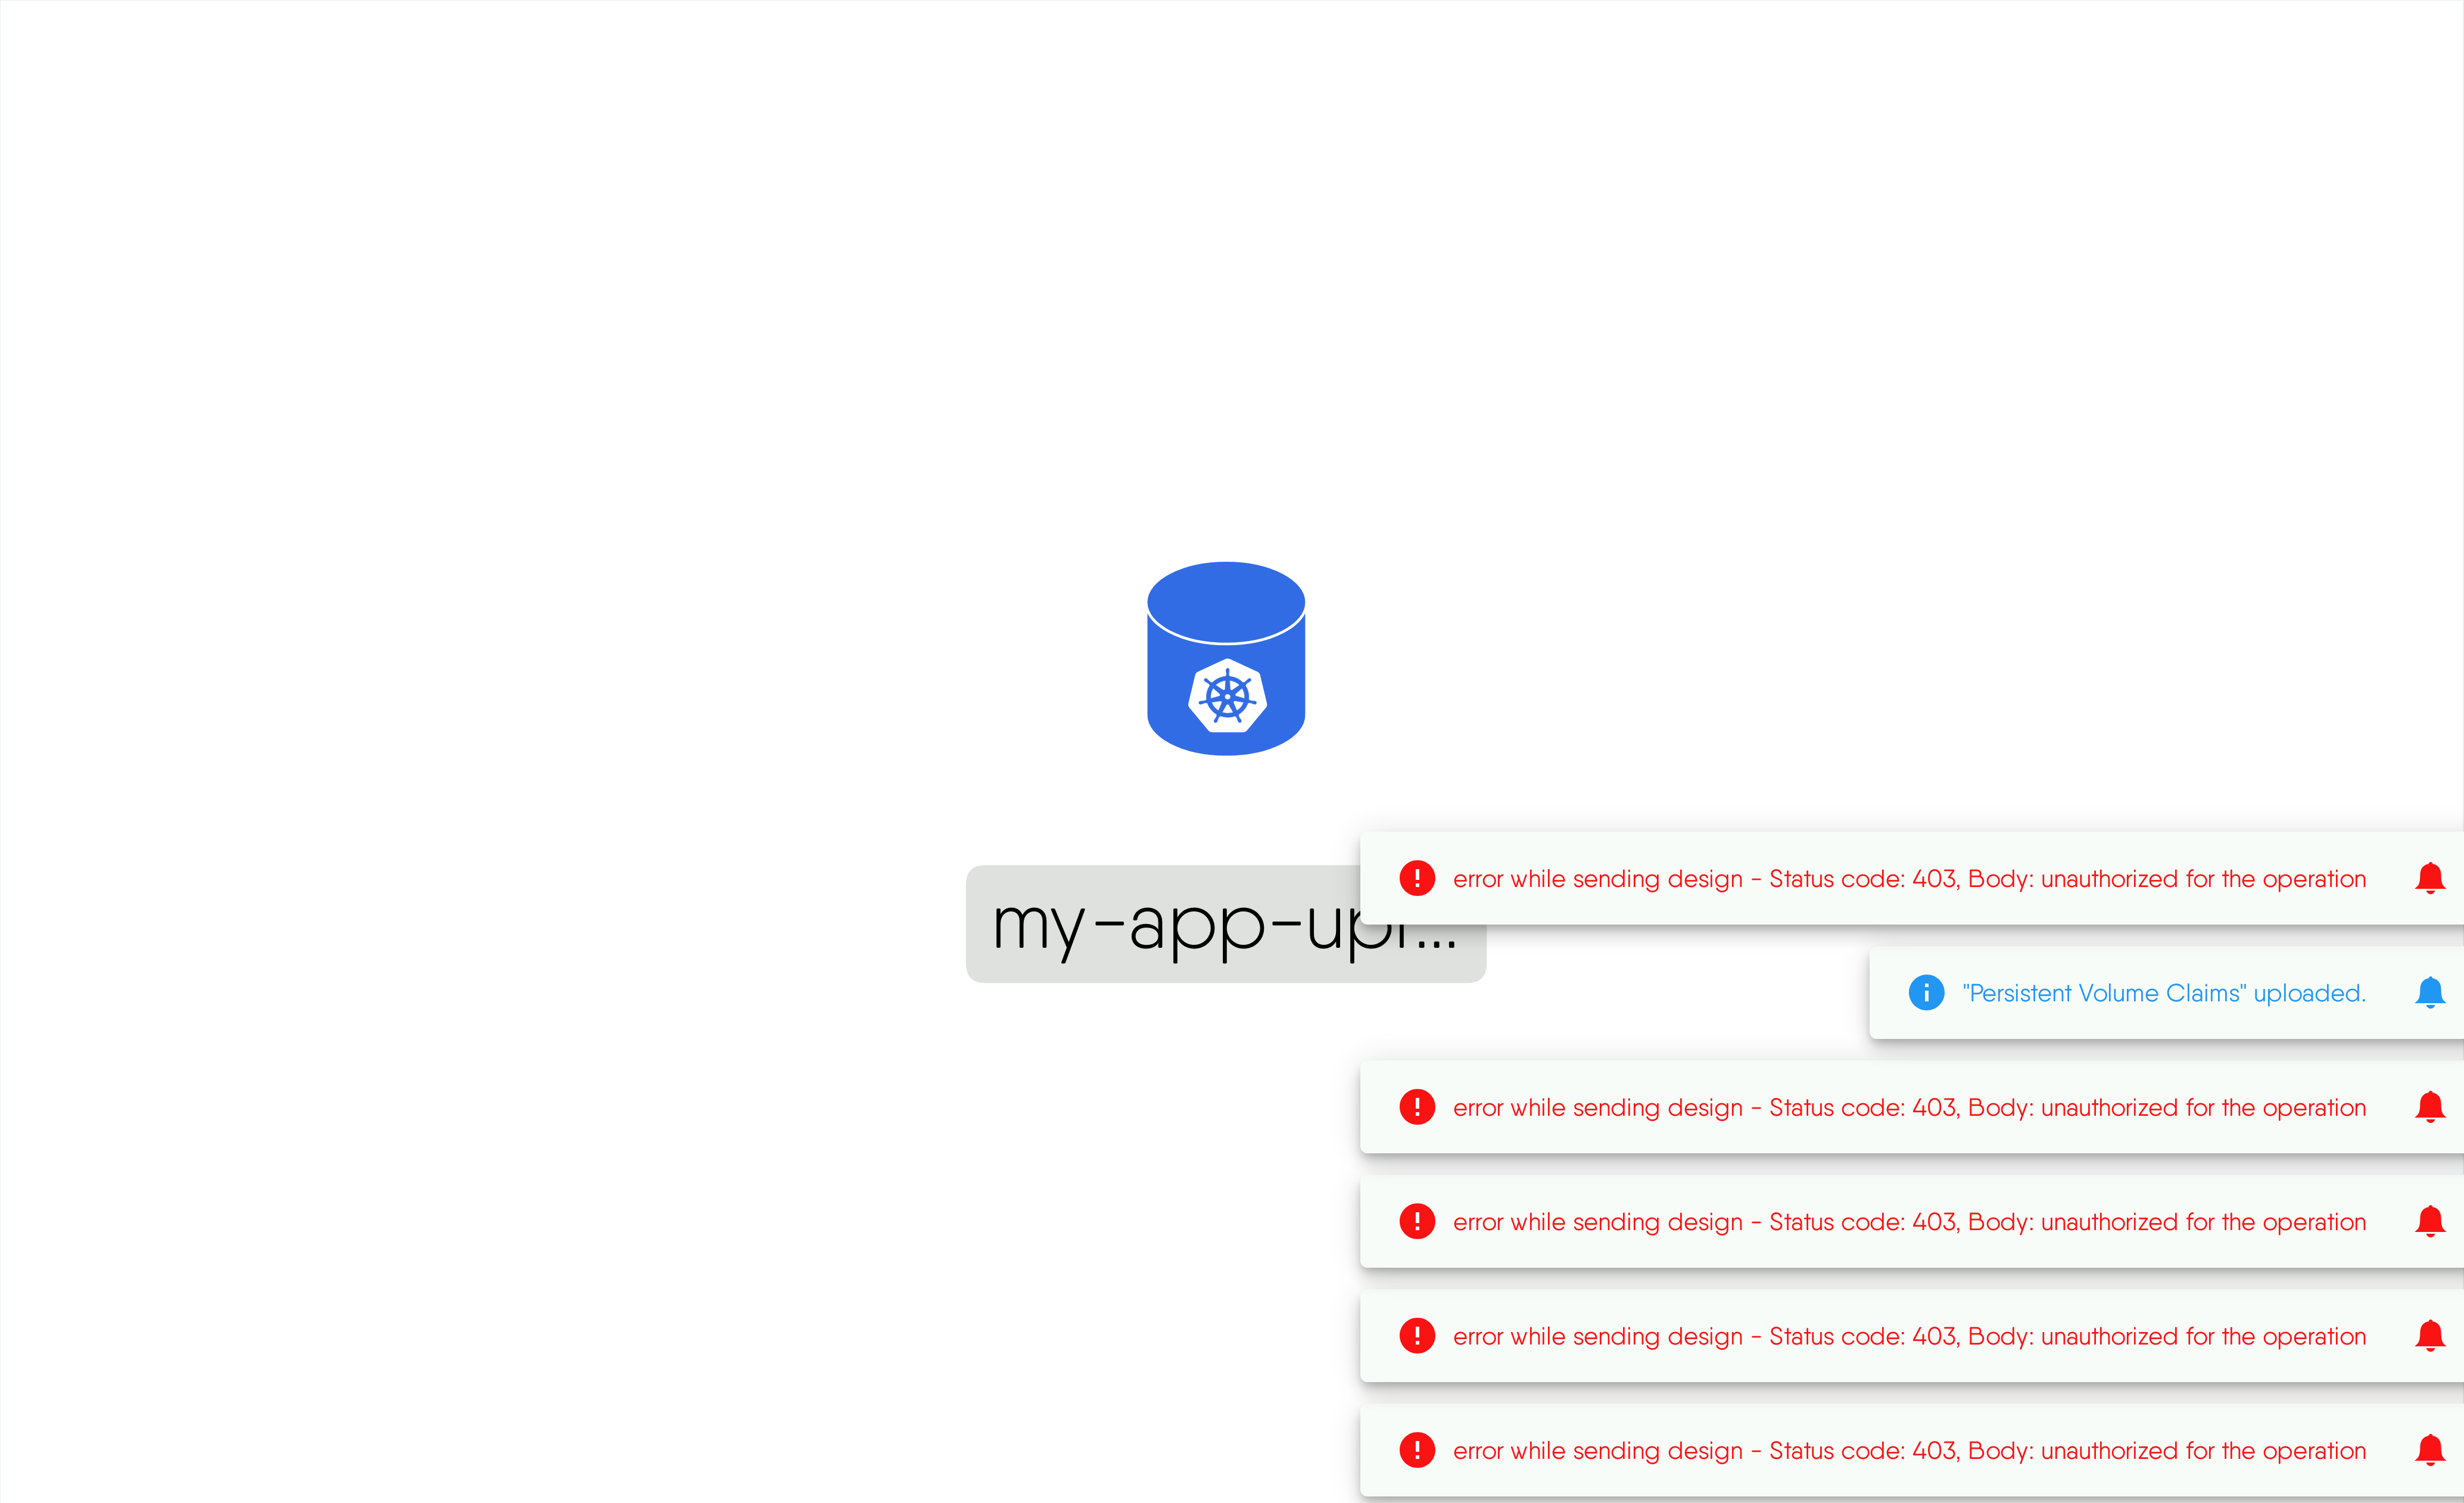 my-app-upl...
error while sending design - Status code: 403, Body: unauthorized for the operation
"Persistent Volume Claims" uploaded.
error while sending design - Status code: 403, Body: unauthorized for the operation
error while sending design - Status code: 403, Body: unauthorized for the operation
error while sending design - Status code: 403, Body: unauthorized for the operation
error while sending design - Status code: 403, Body: unauthorized for the operation